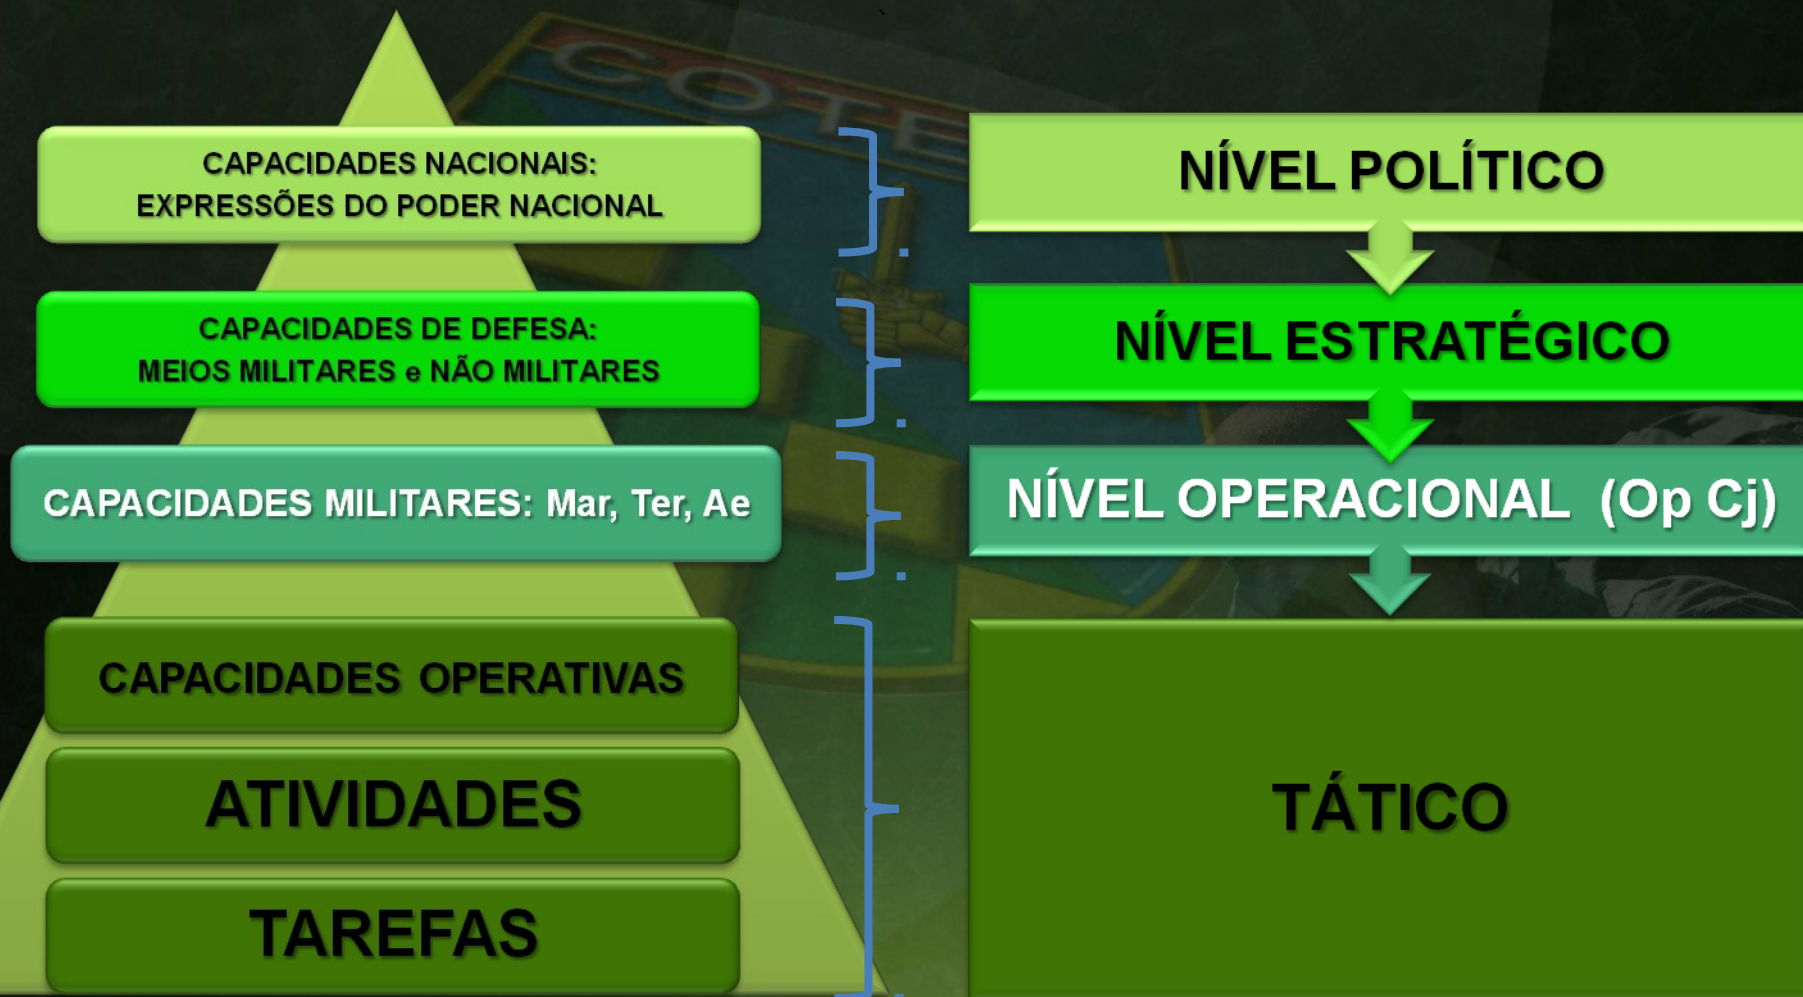 COTE
CAPACIDADES NACIONAIS:
EXPRESSÕES DO PODER NACIONAL
NÍVEL POLÍTICO
CAPACIDADES DE DEFESA:
MEIOS MILITARES e NÃO MILITARES
NÍVEL ESTRATÉGICO
CAPACIDADES MILITARES: Mar, Ter, Ae
NÍVEL OPERACIONAL (Op Cj)
CAPACIDADES OPERATIVAS
ATIVIDADES
TAREFAS
TÁTICO